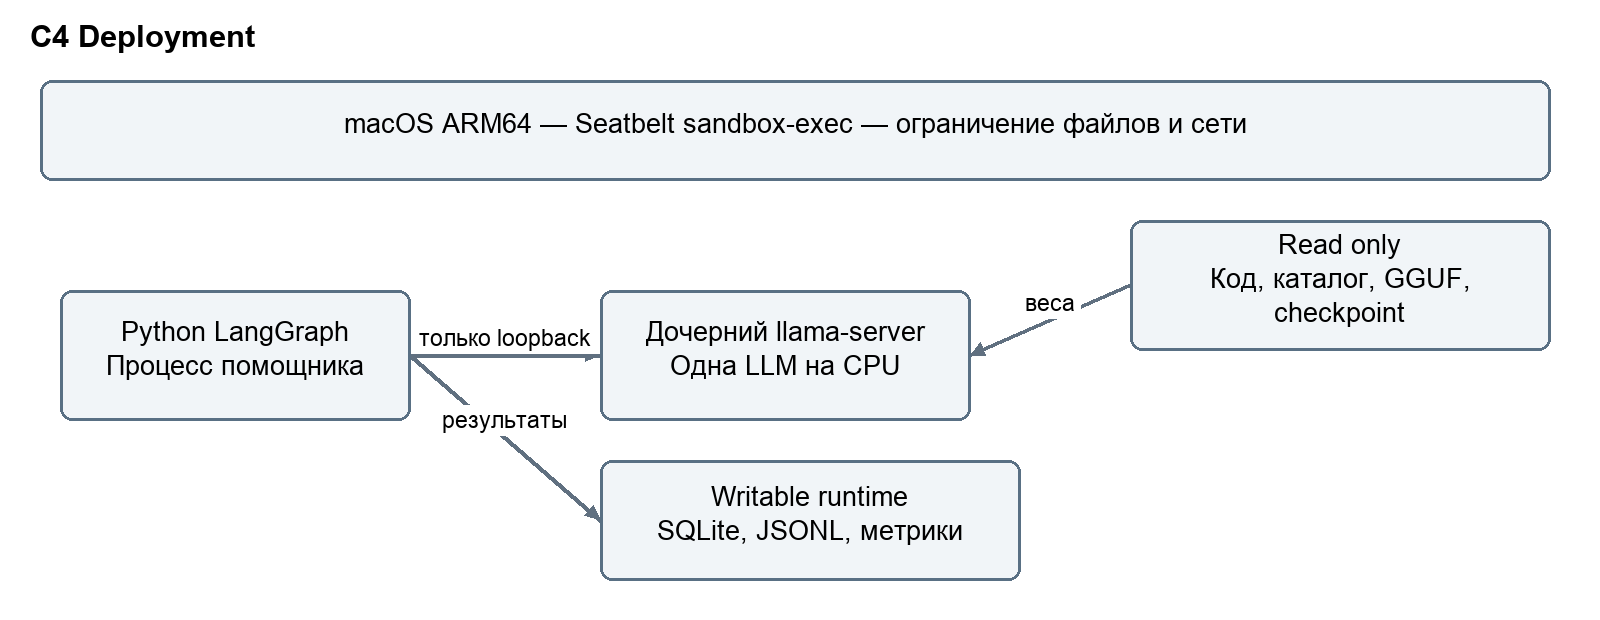 C4 Deployment
macOS ARM64 — Seatbelt sandbox-exec — ограничение файлов и сети
Read only
Код, каталог, GGUF,
checkpoint
веса
Python LangGraph
Процесс помощника
только loopback
Дочерний llama-server
Одна LLM на CPU
результаты
Writable runtime
SQLite, JSONL, метрики